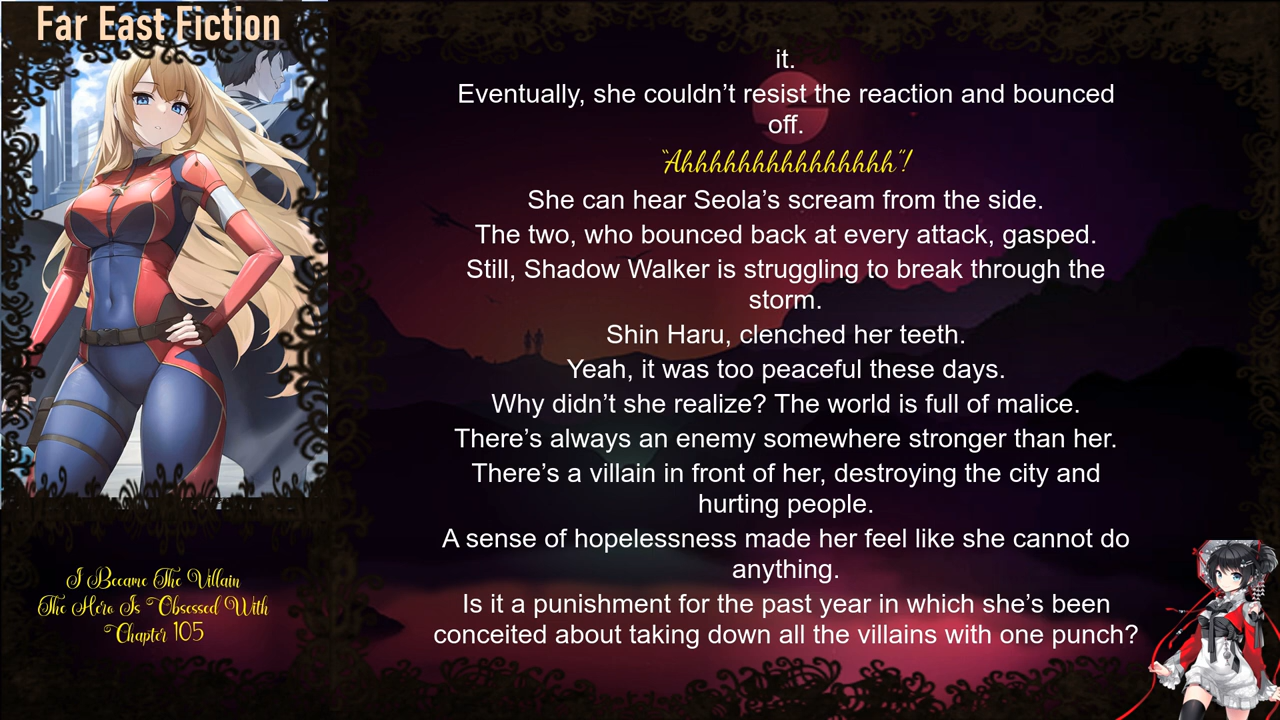 Far East Fiction
it.
Eventually, she couldn’t resist the reaction and bounced
off.
“Ahhhhhhhhhhhhhhh”!
She can hear Seola’s scream from the side.
The two, who bounced back at every attack, gasped.
Still, Shadow Walker is struggling to break through the
storm.
Shin Haru, clenched her teeth.
Yeah, it was too peaceful these days.
Why didn’t she realize? The world is full of malice.
There’s always an enemy somewhere stronger than her.
There’s a villain in front of her, destroying the city and
hurting people.
A sense of hopelessness made her feel like she cannot do
anything.
Is it a punishment for the past year in which she’s been
conceited about taking down all the villains with one punch?
I Became The Villain
The Hero Is Obsessed With
Chapter 105